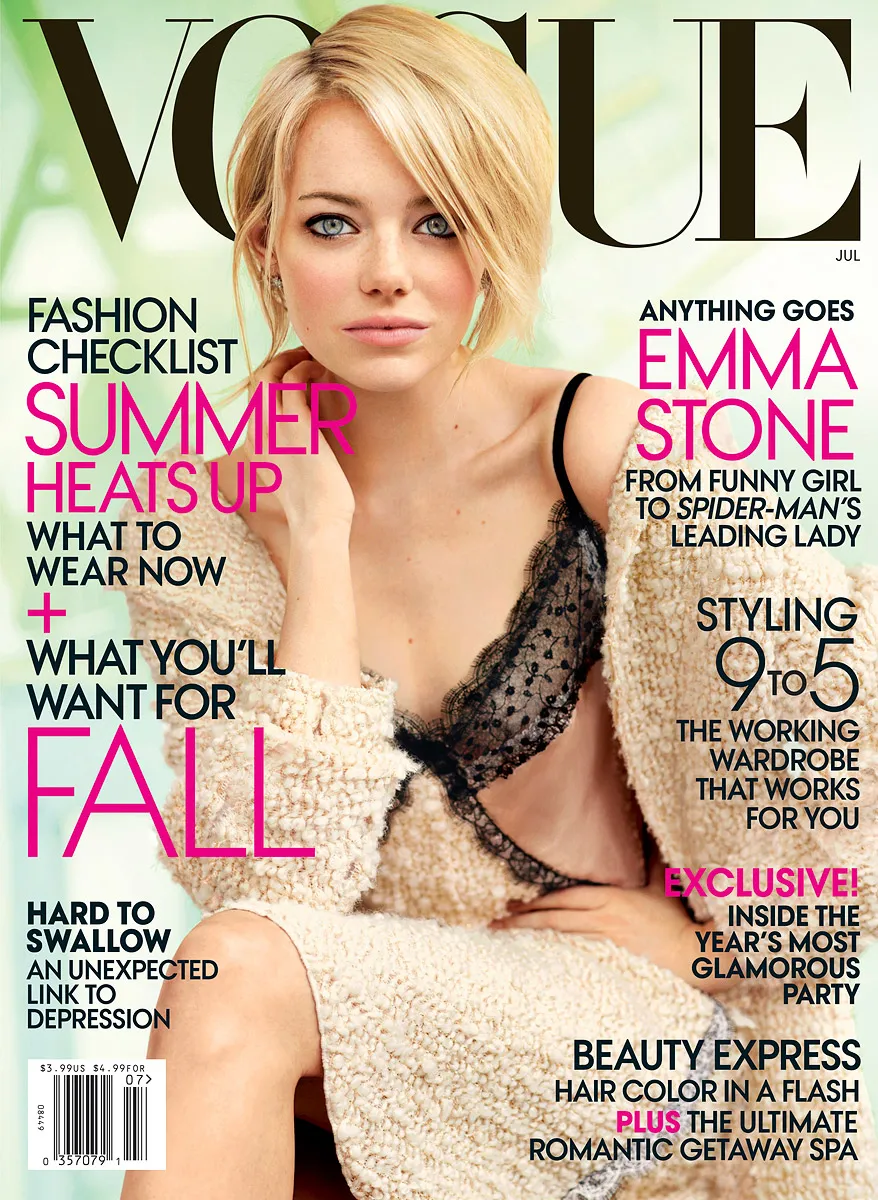 VOGUE
JUL
FASHION
CHECKLIST
SUMMER
HEATS UP
WHAT TO
WEAR NOW
+
WHAT YOU'LL
WANT FOR
FALL
HARD TO
SWALLOW
AN UNEXPECTED
LINK TO
DEPRESSION
$3.99US $4.99FOR
07>
08449
0 357079 1
ANYTHING GOES
EMMA
STONE
FROM FUNNY GIRL
TO SPIDER-MAN'S
LEADING LADY
STYLING
9 TO 5
THE WORKING
WARDROBE
THAT WORKS
FOR YOU
EXCLUSIVE!
INSIDE THE
YEAR'S MOST
GLAMOROUS
PARTY
BEAUTY EXPRESS
HAIR COLOR IN A FLASH
PLUS THE ULTIMATE
ROMANTIC GETAWAY SPA